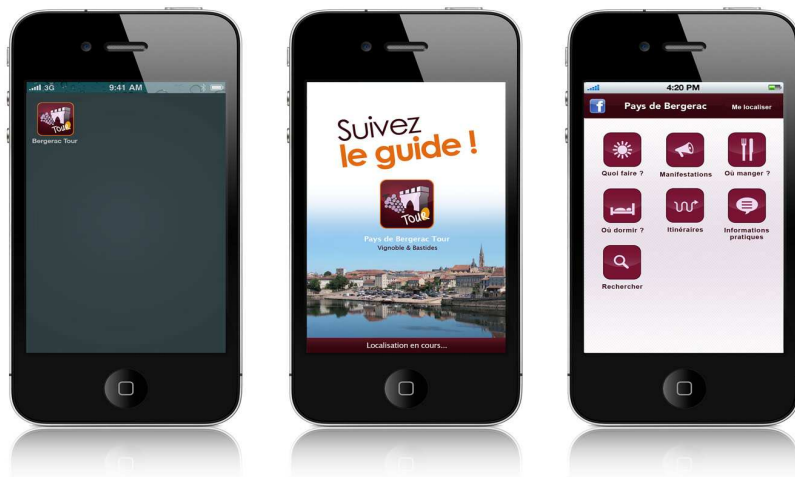 3G 9:41 AM
TOUR
Bergerac Tour
Suivez
le guide !
TOUR
Pays de Bergerac Tour
Vignoble & Bastides
Localisation en cours...
4:20 PM
f Pays de Bergerac Me localiser
Quoi faire ? Manifestations Où manger ?
Où dormir ? Itinéraires Informations
pratiques
Rechercher